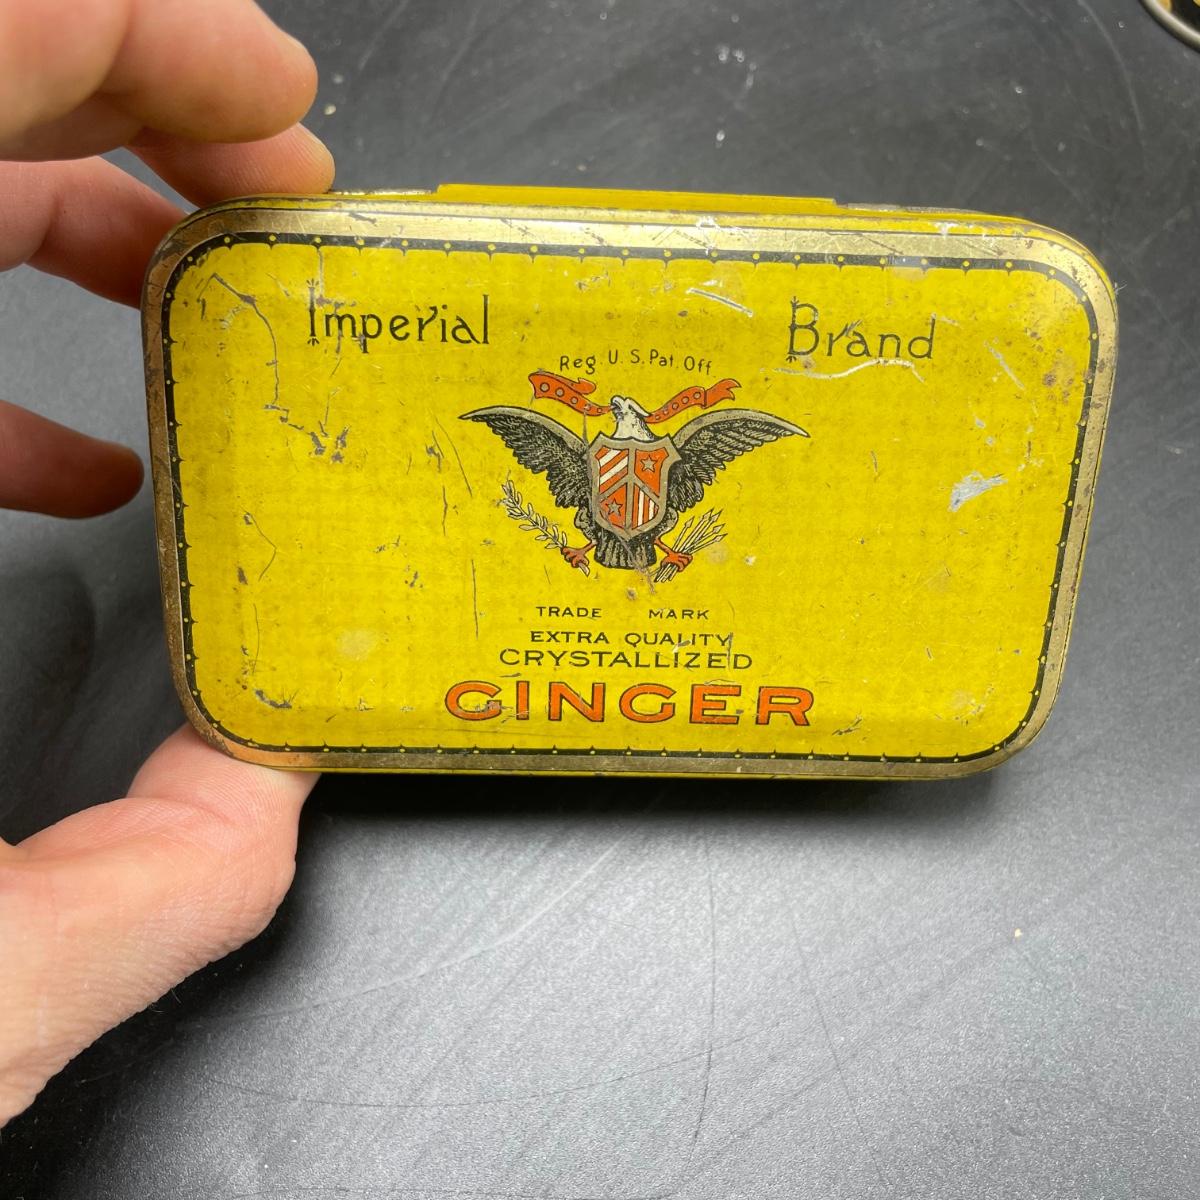 Imperial Brand
Reg. U. S. Pat. Off.
TRADE MARK
EXTRA QUALITY
CRYSTALLIZED
GINGER